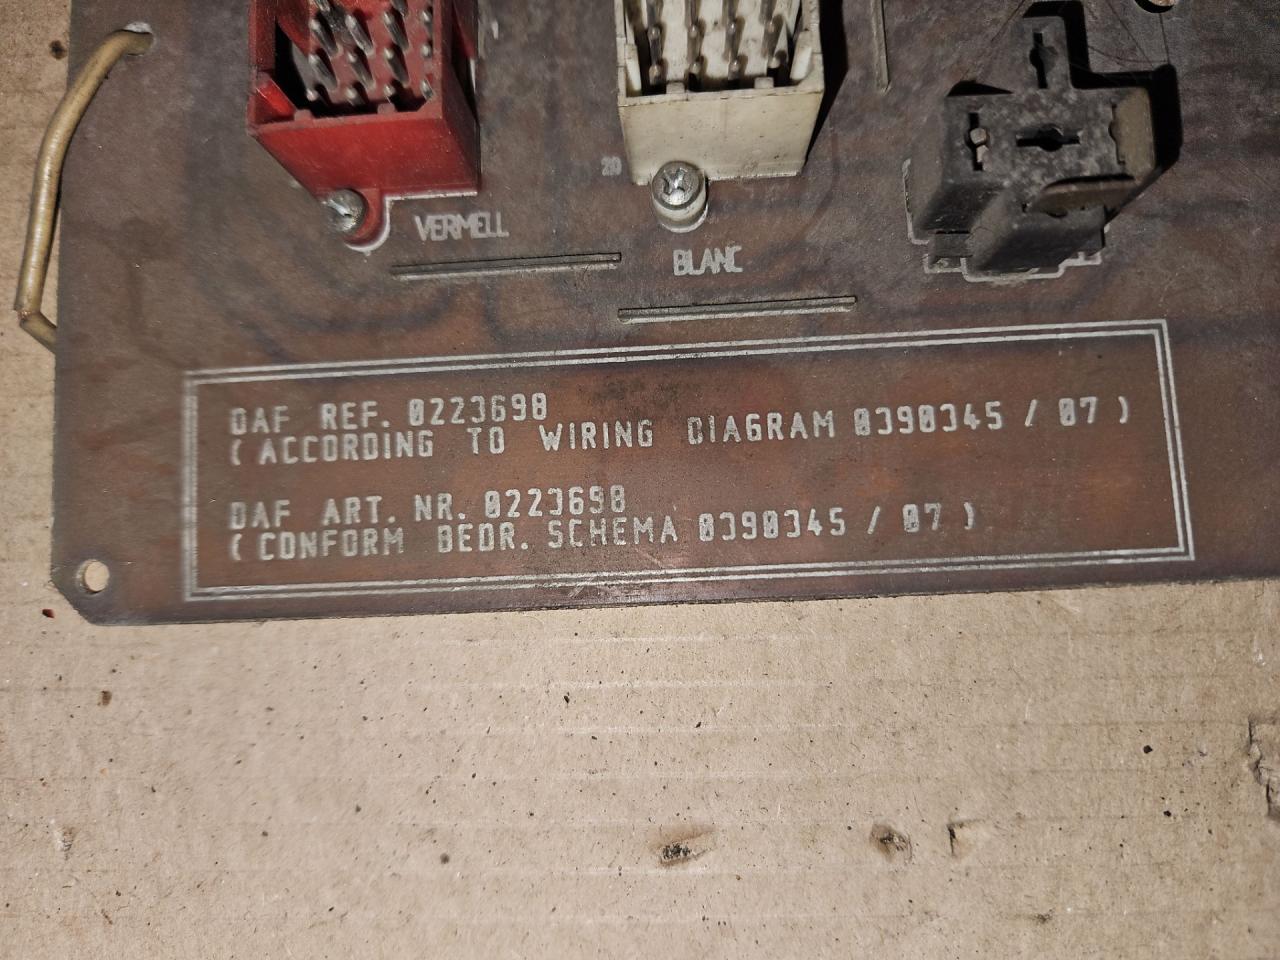 20
VERMELL
BLANC
DAF REF. 0223698
( ACCORDING TO WIRING DIAGRAM 0390345 / 07 )
DAF ART. NR. 0223698
( CONFORM BEDR. SCHEMA 0390345 / 07 )